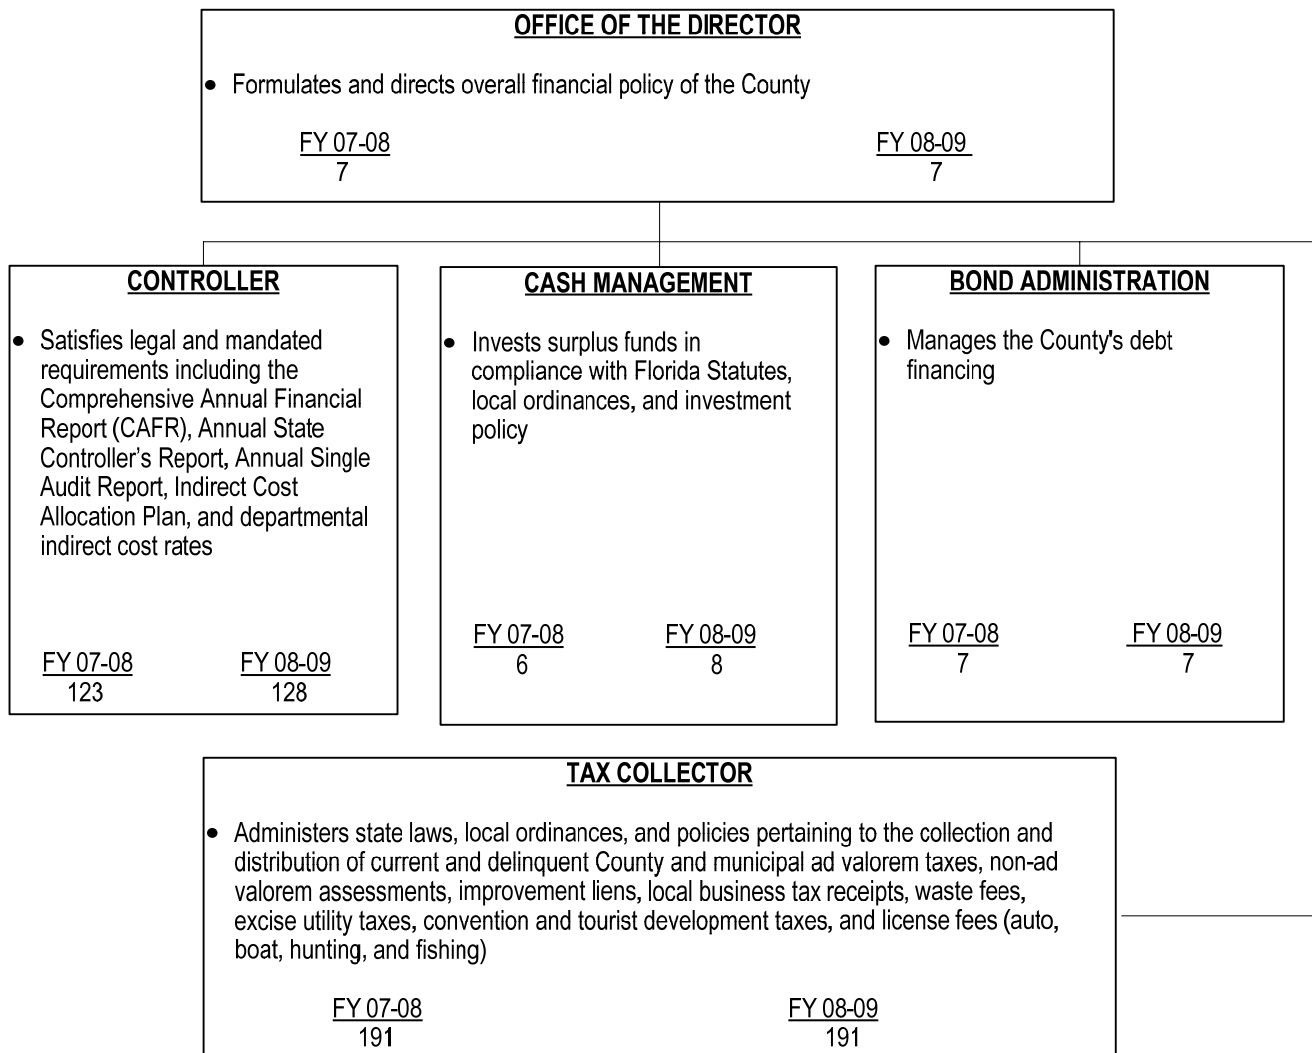 OFFICE OF THE DIRECTOR
• Formulates and directs overall financial policy of the County
FY 07-08 FY 08-09
7 7
CONTROLLER
• Satisfies legal and mandated
requirements including the
Comprehensive Annual Financial
Report (CAFR), Annual State
Controller's Report, Annual Single
Audit Report, Indirect Cost
Allocation Plan, and departmental
indirect cost rates
FY 07-08 FY 08-09
123 128
CASH MANAGEMENT
• Invests surplus funds in
compliance with Florida Statutes,
local ordinances, and investment
policy
FY 07-08 FY 08-09
6 8
BOND ADMINISTRATION
• Manages the County's debt
financing
FY 07-08 FY 08-09
7 7
TAX COLLECTOR
• Administers state laws, local ordinances, and policies pertaining to the collection and
distribution of current and delinquent County and municipal ad valorem taxes, non-ad
valorem assessments, improvement liens, local business tax receipts, waste fees,
excise utility taxes, convention and tourist development taxes, and license fees (auto,
boat, hunting, and fishing)
FY 07-08 FY 08-09
191 191